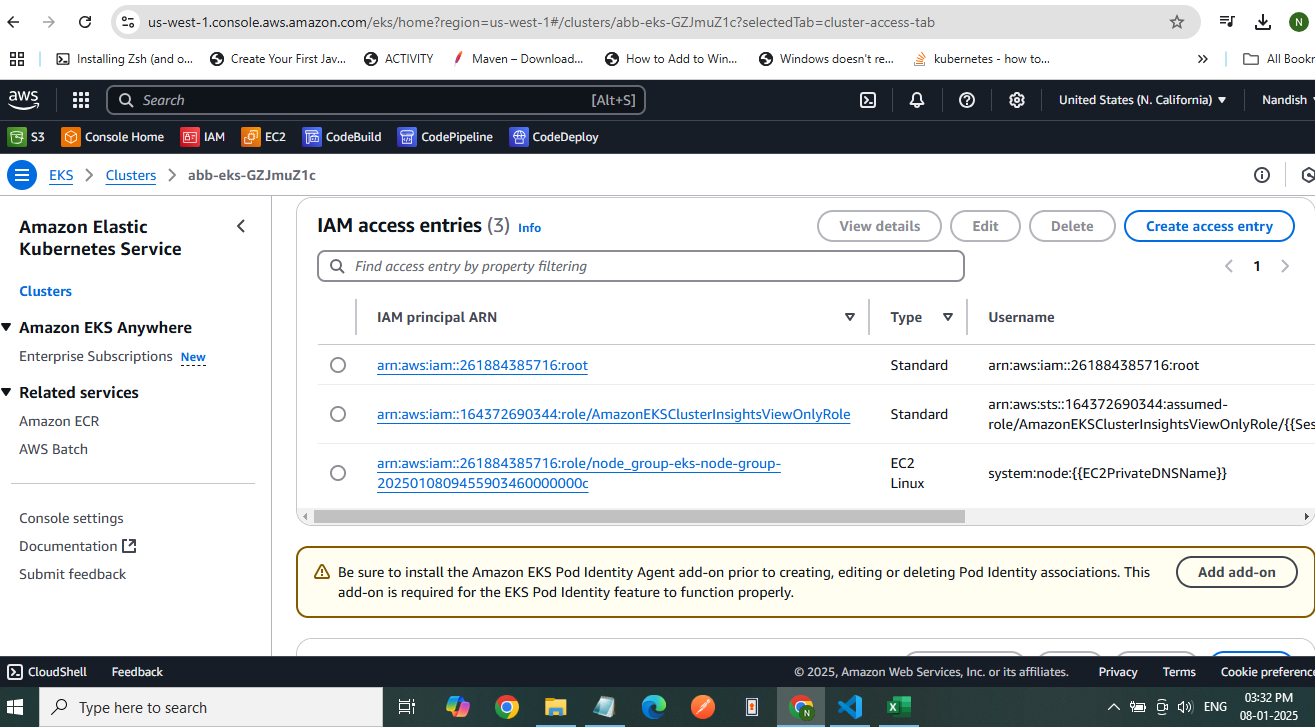 us-west-1.console.aws.amazon.com/eks/home?region=us-west-1#/clusters/abb-eks-GZJmuZ1c?selectedTab=cluster-access-tab
N
Installing Zsh (and o... Create Your First Jav... ACTIVITY Maven – Download... How to Add to Win... Windows doesn't re... kubernetes - how to... All Bookr
aws Search [Alt+S] United States (N. California) Nandish
S3 Console Home IAM EC2 CodeBuild CodePipeline CodeDeploy
EKS Clusters abb-eks-GZJmuZ1c
Amazon Elastic
Kubernetes Service
Clusters
Amazon EKS Anywhere
Enterprise Subscriptions New
Related services
Amazon ECR
AWS Batch
Console settings
Documentation
Submit feedback
IAM access entries (3) Info View details Edit Delete Create access entry
Find access entry by property filtering 1
IAM principal ARN Type Username
arn:aws:iam::261884385716:root Standard arn:aws:iam::261884385716:root
arn:aws:iam::164372690344:role/AmazonEKSClusterInsightsViewOnlyRole Standard arn:aws:sts::164372690344:assumed-
role/AmazonEKSClusterInsightsViewOnlyRole/{{Ses
arn:aws:iam::261884385716:role/node_group-eks-node-group- EC2 system:node:{{EC2PrivateDNSName}}
2025010809455903460000000c Linux
Be sure to install the Amazon EKS Pod Identity Agent add-on prior to creating, editing or deleting Pod Identity associations. This Add add-on
add-on is required for the EKS Pod Identity feature to function properly.
CloudShell Feedback © 2025, Amazon Web Services, Inc. or its affiliates. Privacy Terms Cookie preference
Type here to search ENG 03:32 PM
08-01-2025